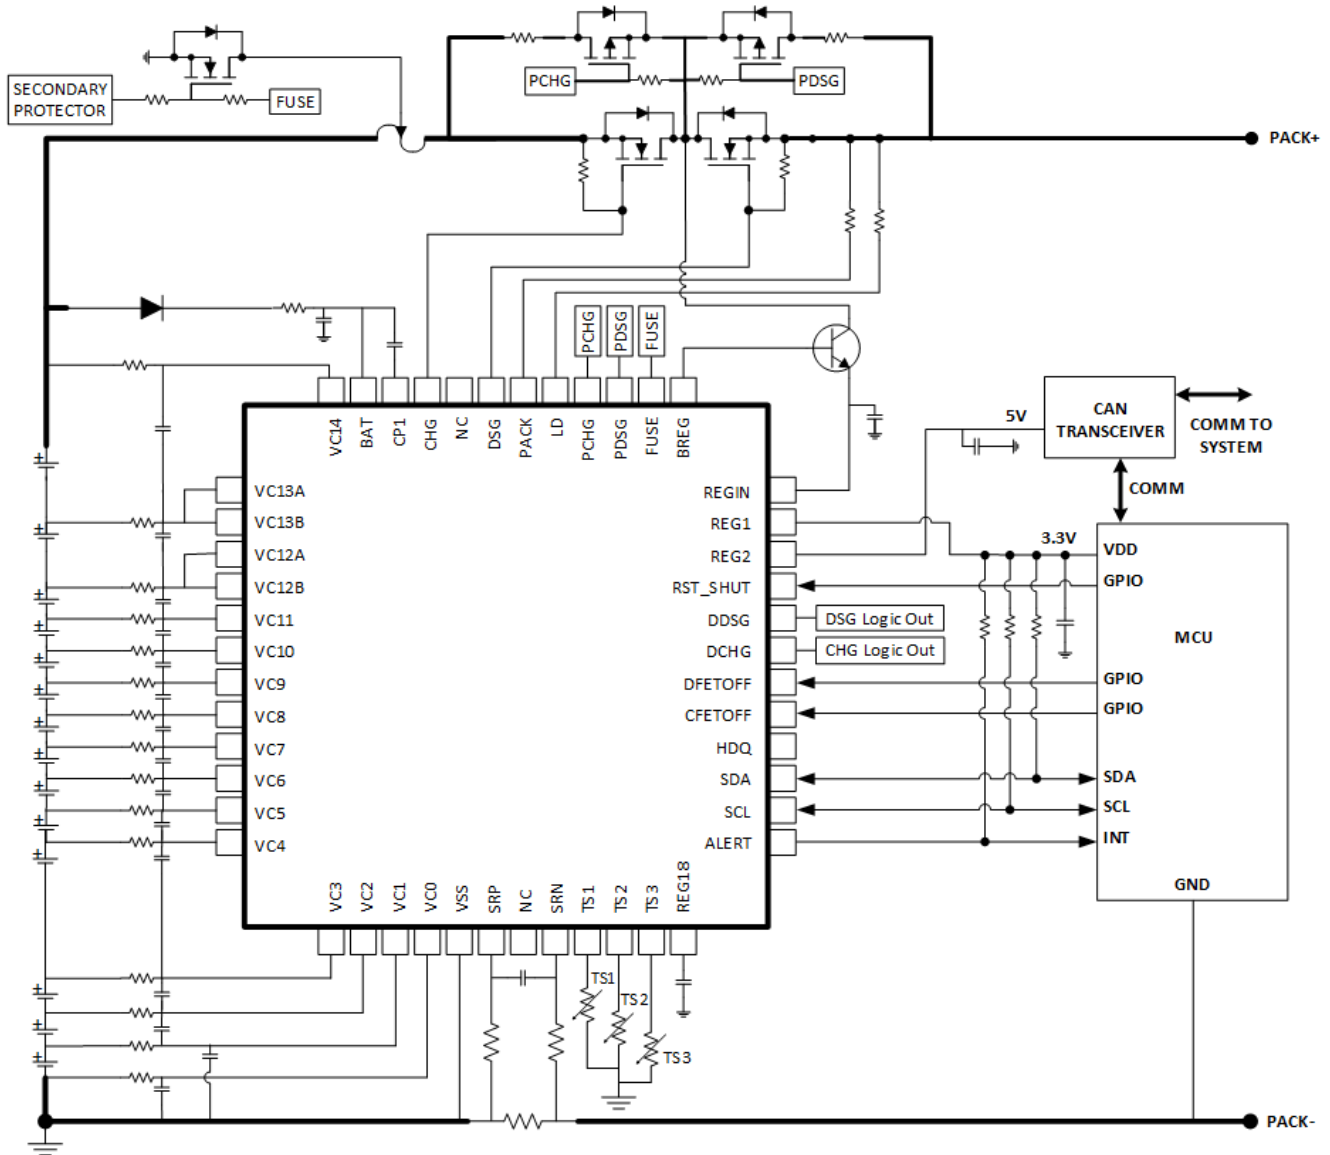 PCHG
PDSG
SECONDARY
PROTECTOR
FUSE
PACK+
PCHG
PDSG
FUSE
VC14
BAT
CP1
CHG
NC
DSG
PACK
LD
PCHG
PDSG
FUSE
BREG
5V
CAN
TRANSCEIVER
COMM TO
SYSTEM
COMM
VC13A
VC13B
VC12A
VC12B
VC11
VC10
VC9
VC8
VC7
VC6
VC5
VC4
REGIN
REG1
REG2
RST_SHUT
DDSG
DCHG
DFETOFF
CFETOFF
HDQ
SDA
SCL
ALERT
DSG Logic Out
CHG Logic Out
3.3V
VDD
GPIO
MCU
GPIO
GPIO
SDA
SCL
INT
GND
VC3
VC2
VC1
VC0
VSS
SRP
NC
SRN
TS1
TS2
TS3
REG18
TS1
TS2
TS3
PACK-
+
+
+
+
+
+
+
+
+
+
+
+
+
+